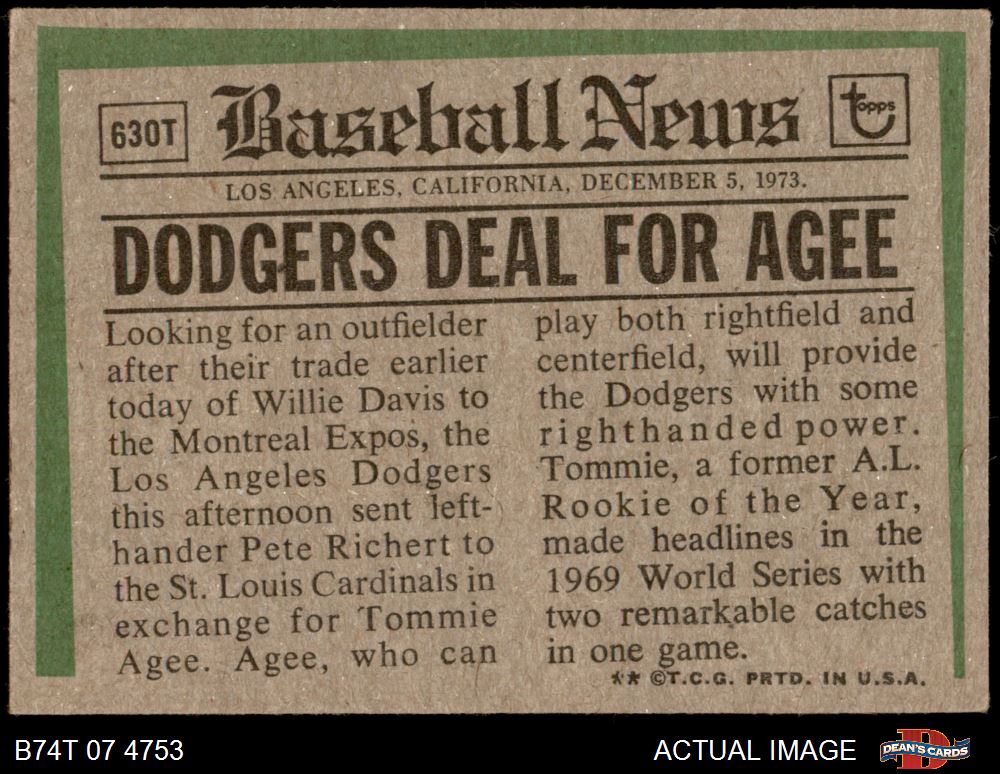 630T
Baseball News
topps
LOS ANGELES, CALIFORNIA, DECEMBER 5, 1973.
DODGERS DEAL FOR AGEE
Looking for an outfielder
after their trade earlier
today of Willie Davis to
the Montreal Expos, the
Los Angeles Dodgers
this afternoon sent left-
hander Pete Richert to
the St. Louis Cardinals in
exchange for Tommie
Agee. Agee, who can
play both rightfield and
centerfield, will provide
the Dodgers with some
righthanded power.
Tommie, a former A.L.
Rookie of the Year,
made headlines in the
1969 World Series with
two remarkable catches
in one game.
** ©T.C.G. PRTD. IN U.S.A.
B74T 07 4753
ACTUAL IMAGE
DEAN'S CARDS